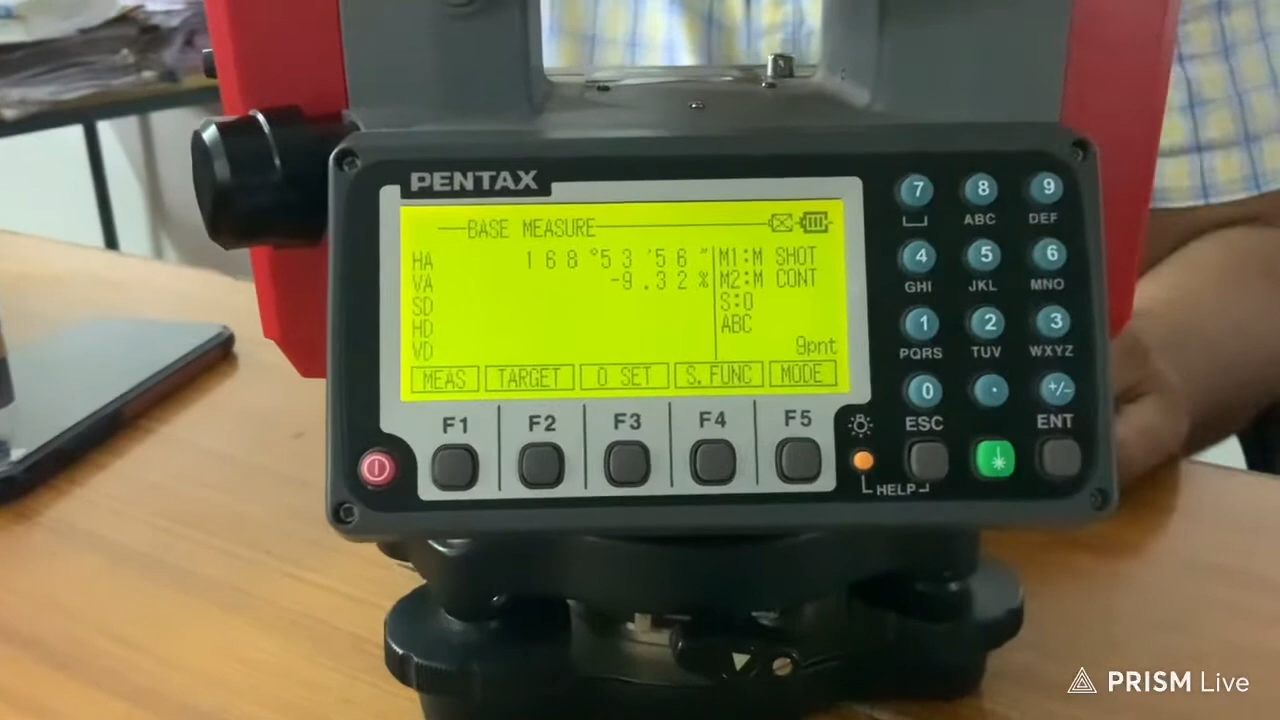 PENTAX
BASE MEASURE
HA 168°53'56" M1:M SHOT
VA -9.32% M2:M CONT
SD S:0
HD ABC
VD 9pnt
MEAS TARGET 0 SET S.FUNC MODE
F1 F2 F3 F4 F5
7 8 9
ABC DEF
4 5 6
GHI JKL MNO
1 2 3
PQRS TUV WXYZ
0 . +/-
ESC ENT
HELP
PRISM Live